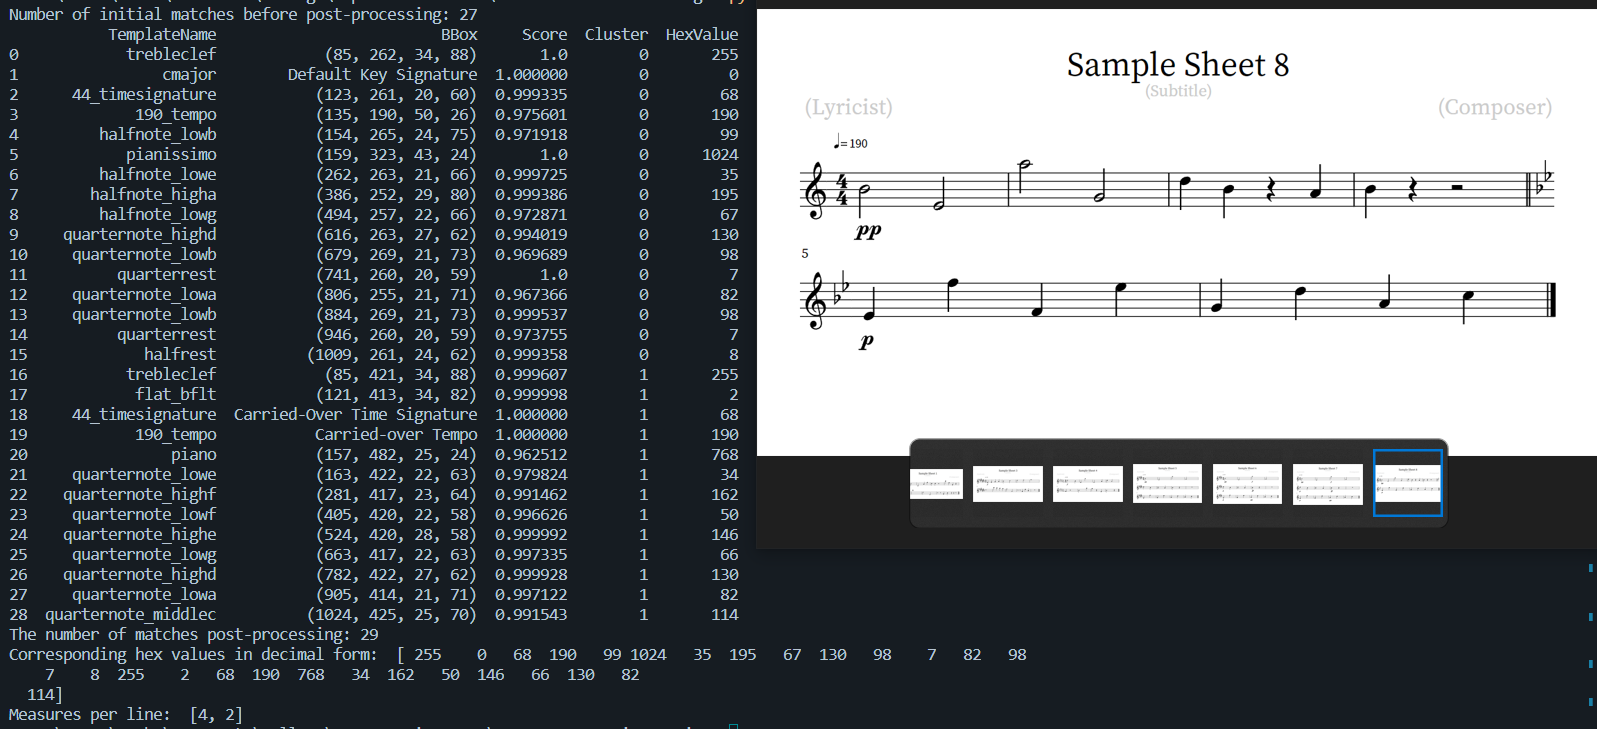 Number of initial matches before post-processing: 27
TemplateName BBox Score Cluster HexValue
0 trebleclef (85, 262, 34, 88) 1.0 0 255
1 cmajor Default Key Signature 1.000000 0 0
2 44_timesignature (123, 261, 20, 60) 0.999335 0 68
3 190_tempo (135, 190, 50, 26) 0.975601 0 190
4 halfnote_lowb (154, 265, 24, 75) 0.971918 0 99
5 pianissimo (159, 323, 43, 24) 1.0 0 1024
6 halfnote_lowe (262, 263, 21, 66) 0.999725 0 35
7 halfnote_higha (386, 252, 29, 80) 0.999386 0 195
8 halfnote_lowg (494, 257, 22, 66) 0.972871 0 67
9 quarternote_highd (616, 263, 27, 62) 0.994019 0 130
10 quarternote_lowb (679, 269, 21, 73) 0.969689 0 98
11 quarterrest (741, 260, 20, 59) 1.0 0 7
12 quarternote_lowa (806, 255, 21, 71) 0.967366 0 82
13 quarternote_lowb (884, 269, 21, 73) 0.999537 0 98
14 quarterrest (946, 260, 20, 59) 0.973755 0 7
15 halfrest (1009, 261, 24, 62) 0.999358 0 8
16 trebleclef (85, 421, 34, 88) 0.999607 1 255
17 flat_bflt (121, 413, 34, 82) 0.999998 1 2
18 44_timesignature Carried-Over Time Signature 1.000000 1 68
19 190_tempo Carried-over Tempo 1.000000 1 190
20 piano (157, 482, 25, 24) 0.962512 1 768
21 quarternote_lowe (163, 422, 22, 63) 0.979824 1 34
22 quarternote_highf (281, 417, 23, 64) 0.991462 1 162
23 quarternote_lowf (405, 420, 22, 58) 0.996626 1 50
24 quarternote_highe (524, 420, 28, 58) 0.999992 1 146
25 quarternote_lowg (663, 417, 22, 63) 0.997335 1 66
26 quarternote_highd (782, 422, 27, 62) 0.999928 1 130
27 quarternote_lowa (905, 414, 21, 71) 0.997122 1 82
28 quarternote_middlec (1024, 425, 25, 70) 0.991543 1 114
The number of matches post-processing: 29
Corresponding hex values in decimal form: [ 255 0 68 190 99 1024 35 195 67 130 98 7 82 98
7 8 255 2 68 190 768 34 162 50 146 66 130 82
114]
Measures per line: [4, 2]
Sample Sheet 8
(Subtitle)
(Lyricist) (Composer)
♩=190
4
4
pp
5
p